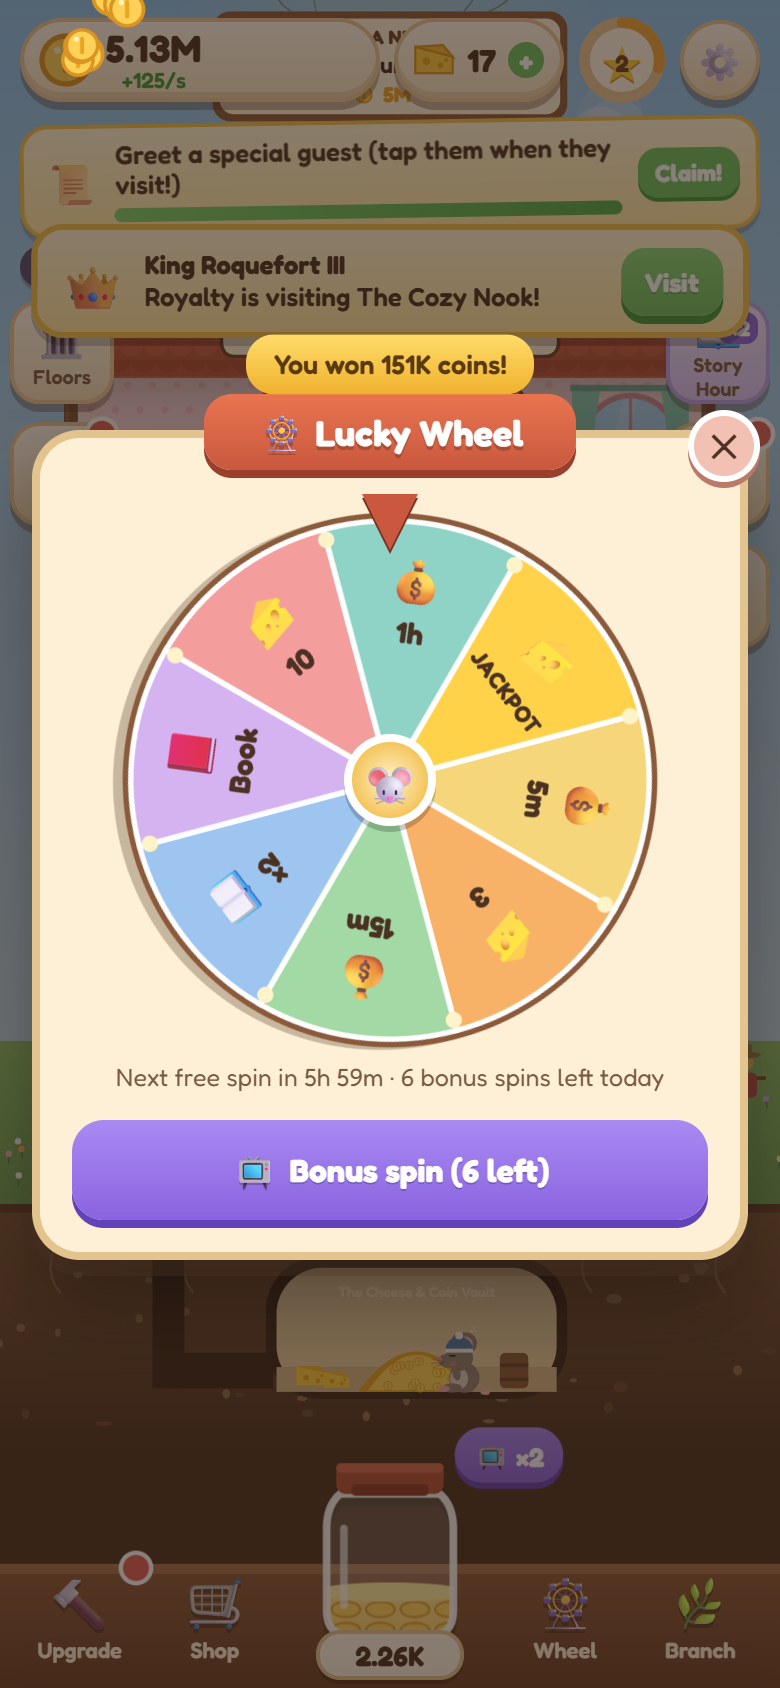 5.13M
+125/s
5M
17
2
Greet a special guest (tap them when they
visit!)
Claim!
King Roquefort III
Royalty is visiting The Cozy Nook!
Visit
Floors
Story
Hour
You won 151K coins!
Lucky Wheel
1h
JACKPOT
5m
3
15m
x2
Book
10
Next free spin in 5h 59m · 6 bonus spins left today
Bonus spin (6 left)
The Cheese & Coin Vault
x2
Upgrade
Shop
2.26K
Wheel
Branch